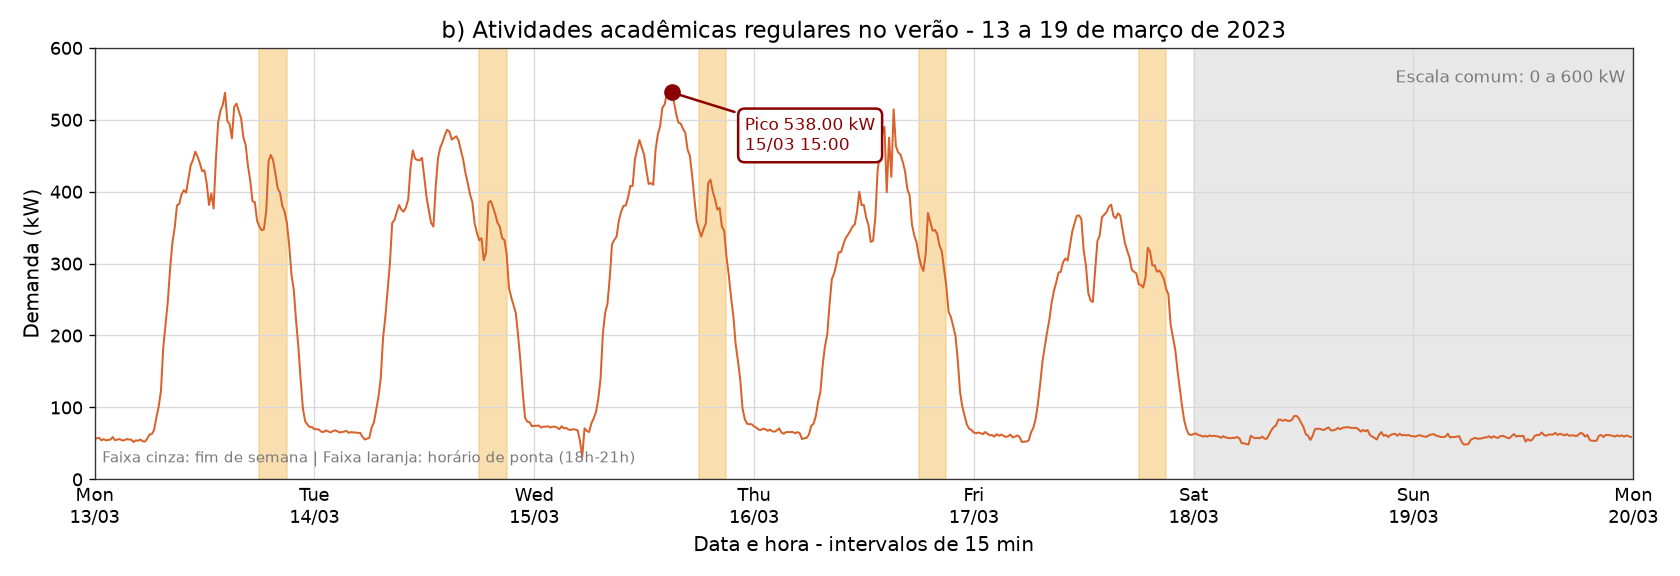 b) Atividades acadêmicas regulares no verão - 13 a 19 de março de 2023
Demanda (kW)
600
500
400
300
200
100
0
Escala comum: 0 a 600 kW
Pico 538.00 kW
15/03 15:00
Faixa cinza: fim de semana | Faixa laranja: horário de ponta (18h-21h)
Mon
13/03
Tue
14/03
Wed
15/03
Thu
16/03
Fri
17/03
Sat
18/03
Sun
19/03
Mon
20/03
Data e hora - intervalos de 15 min